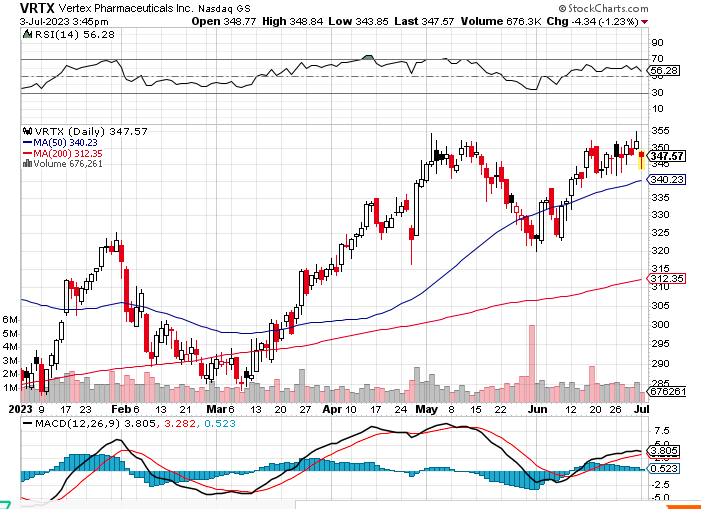 VRTX Vertex Pharmaceuticals Inc. Nasdaq GS © StockCharts.com
3-Jul-2023 3:45pm Open 348.77 High 348.84 Low 343.85 Last 347.57 Volume 676.3K Chg -4.34 (-1.23%)
RSI(14) 56.28
90
70
56.28
30
10
VRTX (Daily) 347.57
MA(50) 340.23
MA(200) 312.35
Volume 676,261
355
350
347.57
345
340.23
335
330
325
320
315
312.35
305
300
295
290
285
6M
5M
4M
3M
2M
1M
676261
2023 9 17 23 Feb 6 13 21 Mar 6 13 20 27 Apr 10 17 24 May 8 15 22 Jun 12 20 26 Jul
MACD(12,26,9) 3.805, 3.282, 0.523
7.5
5.0
3.805
2.5
0.523
-2.5
-5.0